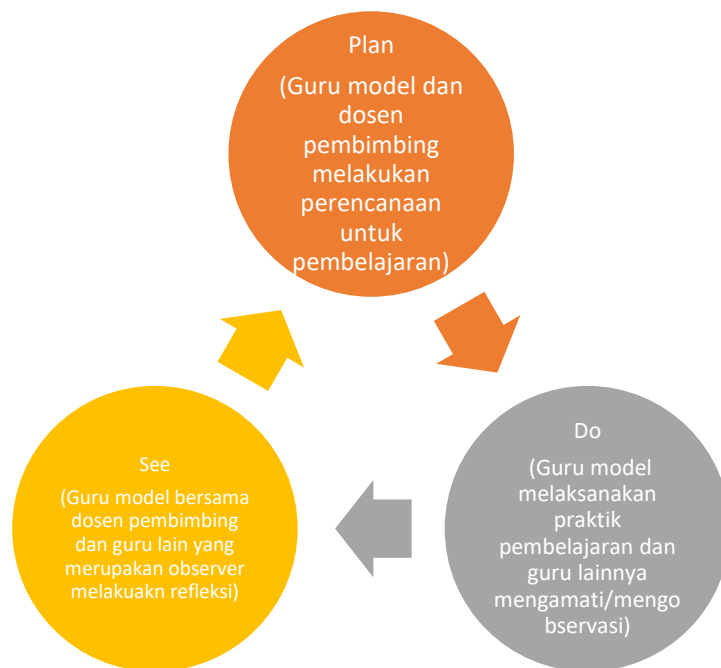 Plan
(Guru model dan
dosen
pembimbing
melakukan
perencanaan
untuk
pembelajaran)
Do
(Guru model
melaksanakan
praktik
pembelajaran dan
guru lainnya
mengamati/mengo
bservasi)
See
(Guru model bersama
dosen pembimbing
dan guru lain yang
merupakan observer
melakuakn refleksi)